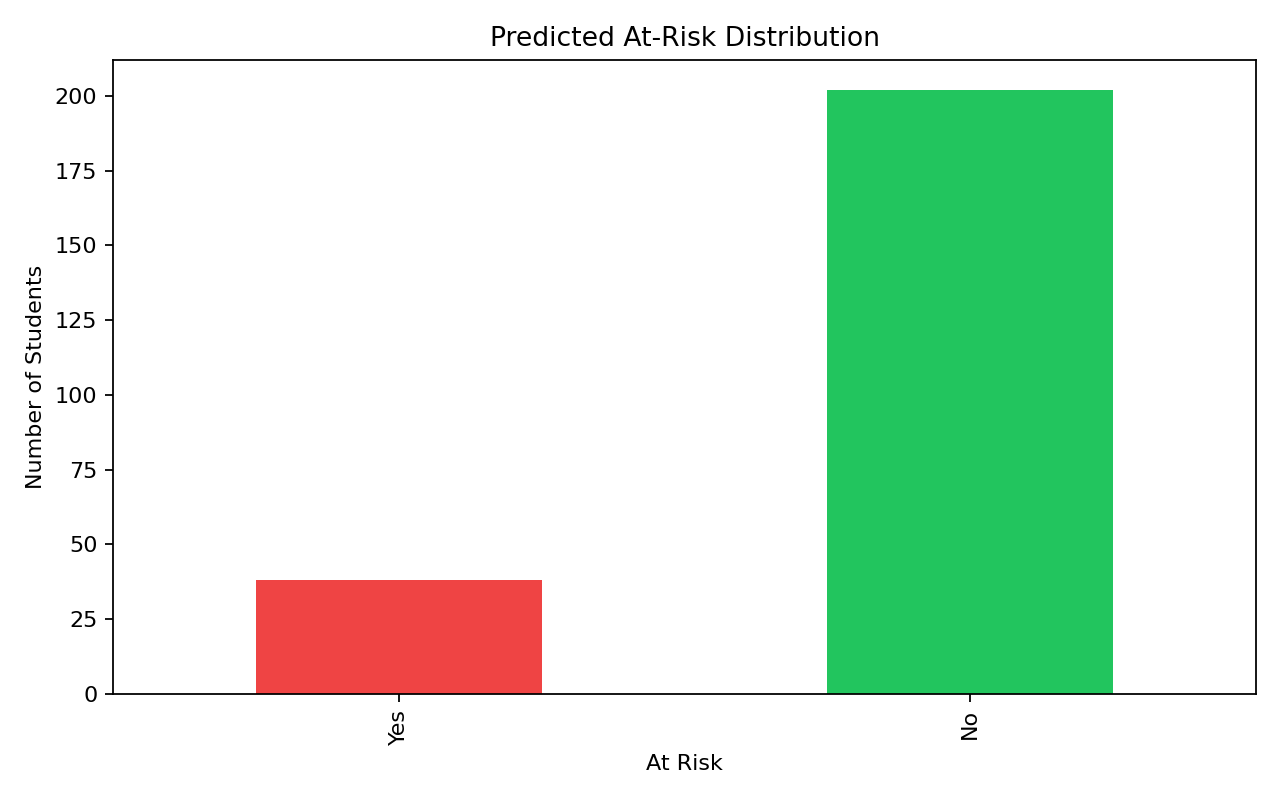 Predicted At-Risk Distribution
Number of Students
200
175
150
125
100
75
50
25
0
Yes
No
At Risk